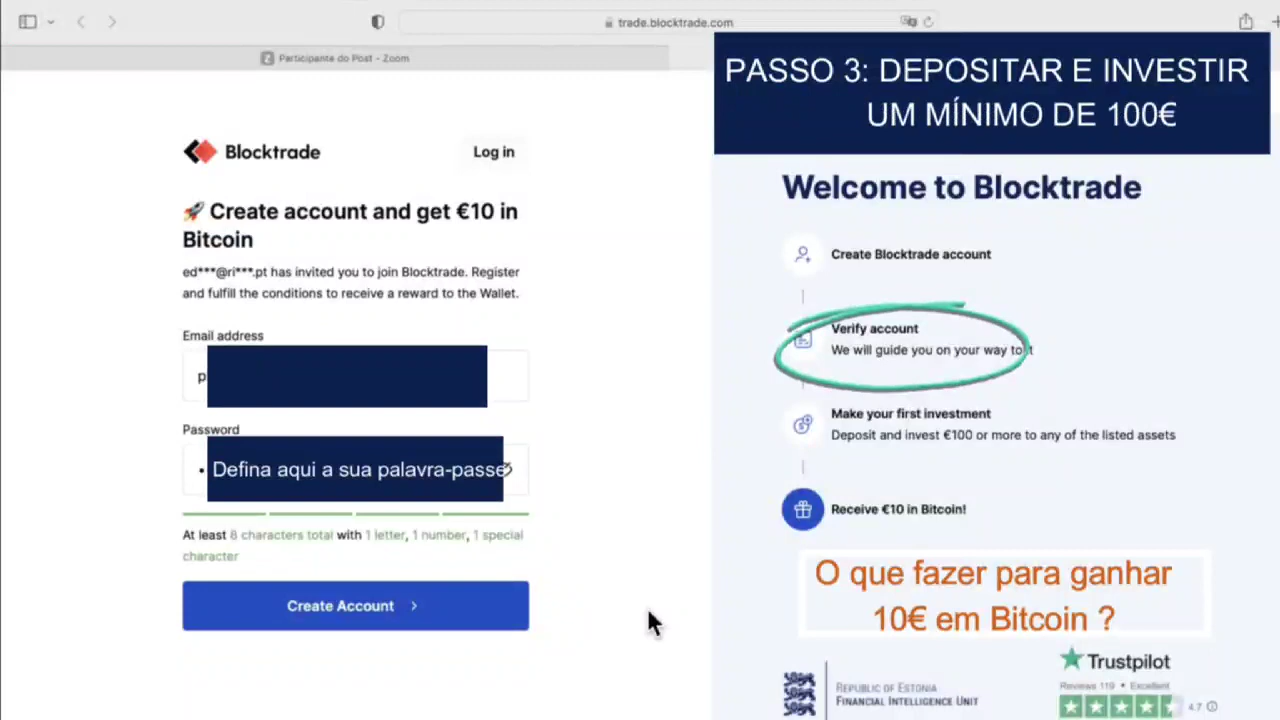 trade.blocktrade.com
Z Participante do Post - Zoom
PASSO 3: DEPOSITAR E INVESTIR
UM MÍNIMO DE 100€
Blocktrade
Log in
🚀 Create account and get €10 in
Bitcoin
ed***@ri***.pt has invited you to join Blocktrade. Register
and fulfill the conditions to receive a reward to the Wallet.
Email address
p
Password
• Defina aqui a sua palavra-passe
At least 8 characters total with 1 letter, 1 number, 1 special
character
Create Account >
Welcome to Blocktrade
Create Blocktrade account
Verify account
We will guide you on your way to it
Make your first investment
Deposit and invest €100 or more to any of the listed assets
Receive €10 in Bitcoin!
O que fazer para ganhar
10€ em Bitcoin ?
REPUBLIC OF ESTONIA
FINANCIAL INTELLIGENCE UNIT
Trustpilot
Reviews 119 • Excellent
4.7